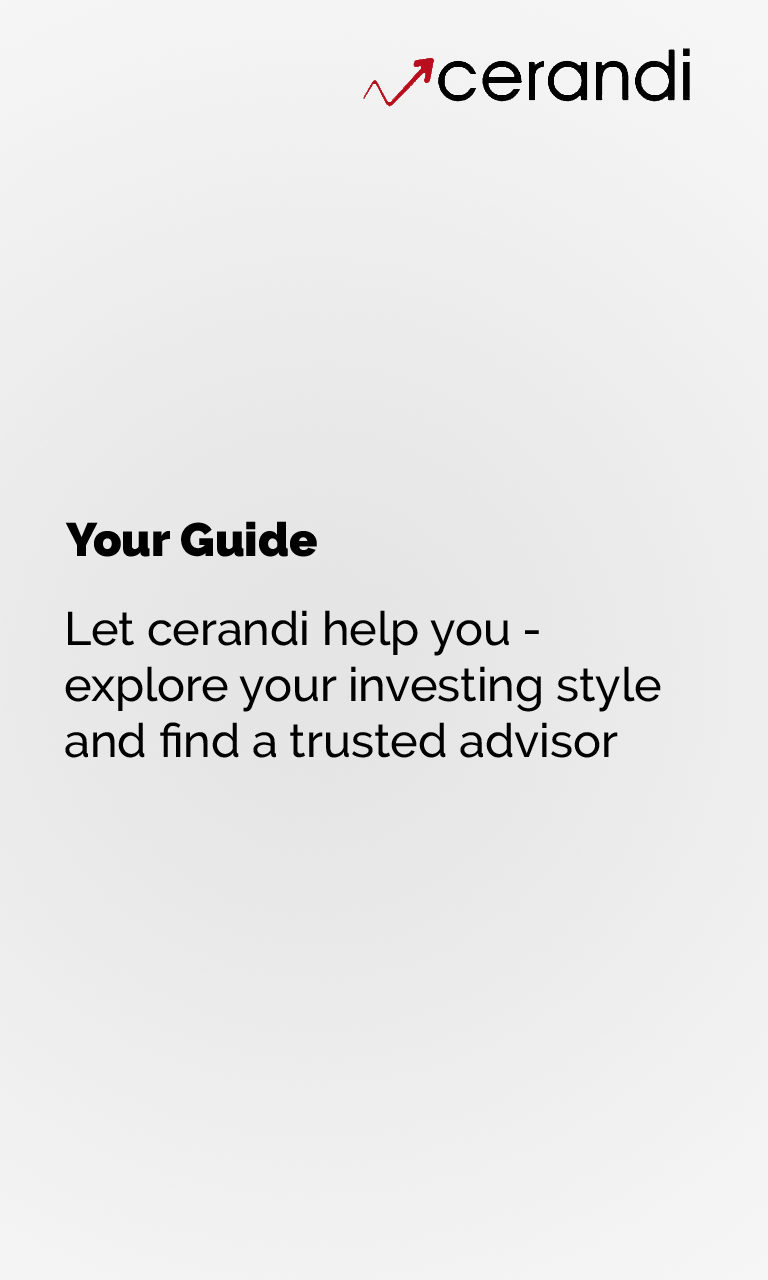 cerandi
Your Guide
Let cerandi help you -
explore your investing style
and find a trusted advisor